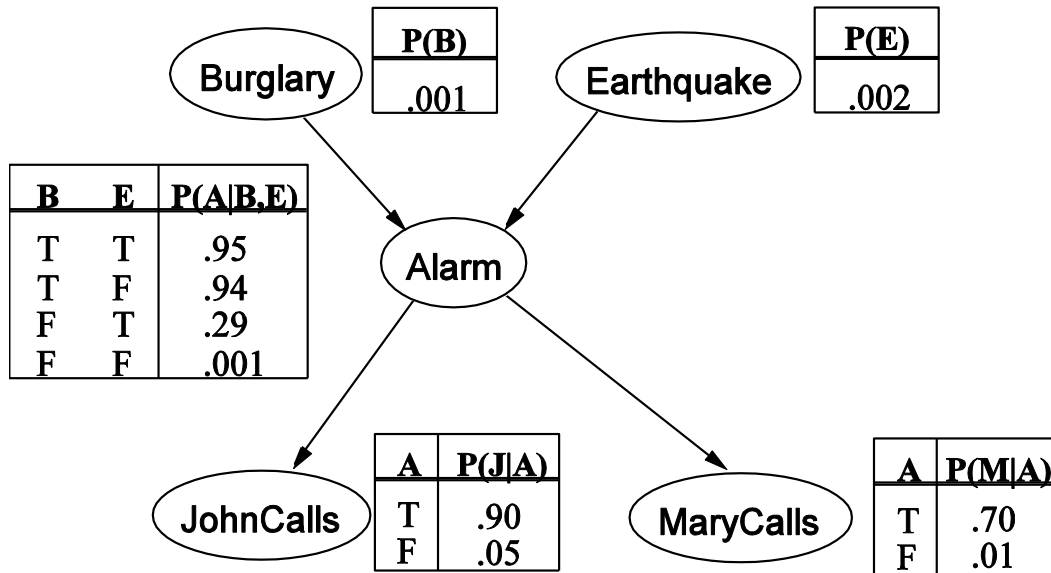 Burglary
P(B)
.001
Earthquake
P(E)
.002
B E P(A|B,E)
T T .95
T F .94
F T .29
F F .001
Alarm
JohnCalls
A P(J|A)
T .90
F .05
MaryCalls
A P(M|A)
T .70
F .01